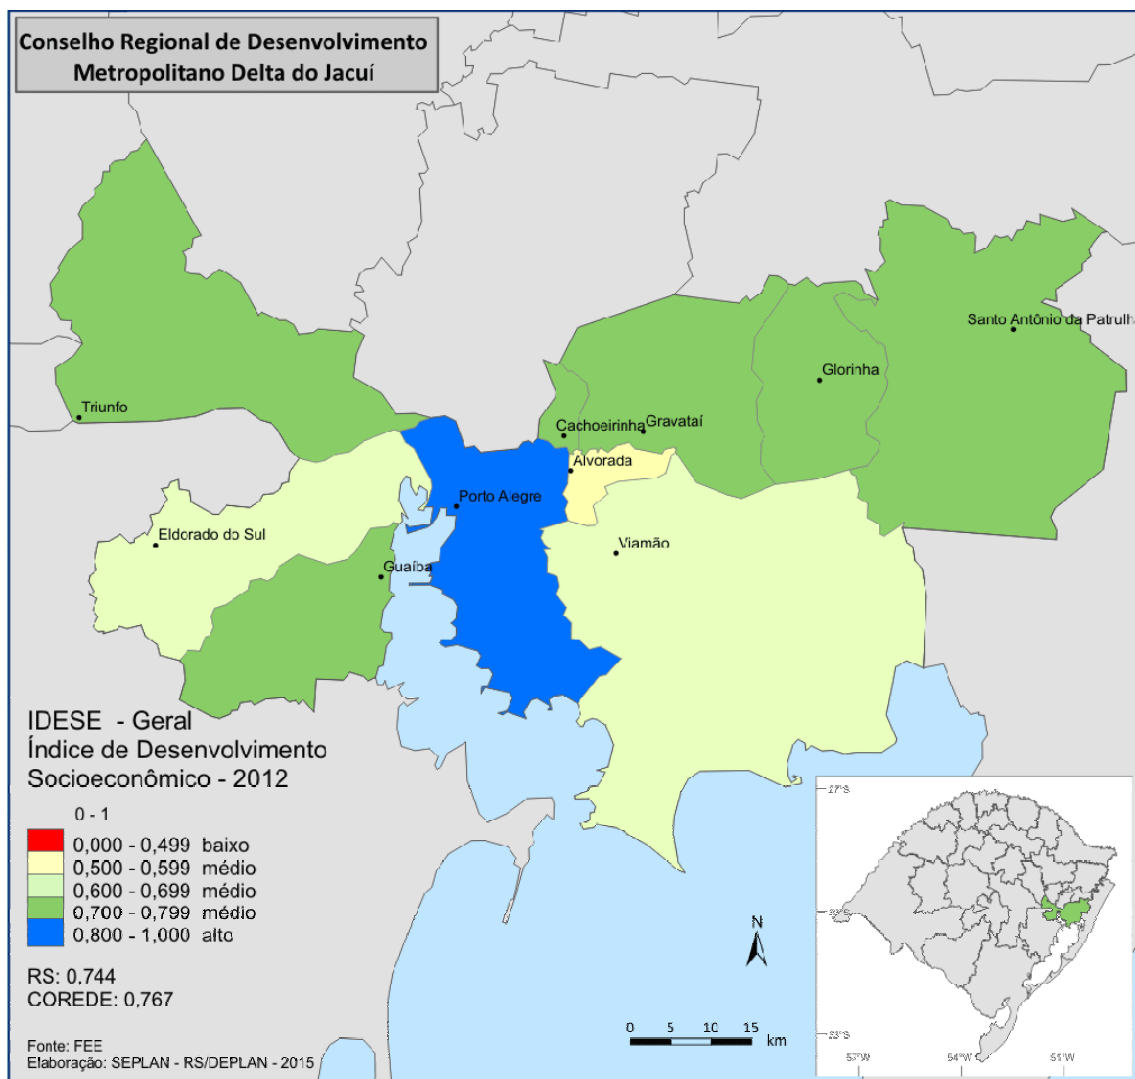 Conselho Regional de Desenvolvimento
Metropolitano Delta do Jacuí
Santo Antônio da Patrulh
Glorinha
Triunfo
Cachoeirinha
Gravataí
Alvorada
Porto Alegre
Eldorado do Sul
Viamão
Guaíba
IDESE - Geral
Índice de Desenvolvimento
Socioeconômico - 2012
0 - 1
0,000 - 0,499 baixo
0,500 - 0,599 médio
0,600 - 0,699 médio
0,700 - 0,799 médio
0,800 - 1,000 alto
RS: 0,744
COREDE: 0,767
Fonte: FEE
Elaboração: SEPLAN - RS/DEPLAN - 2015
N
0 5 10 15
km
54°W
51°W